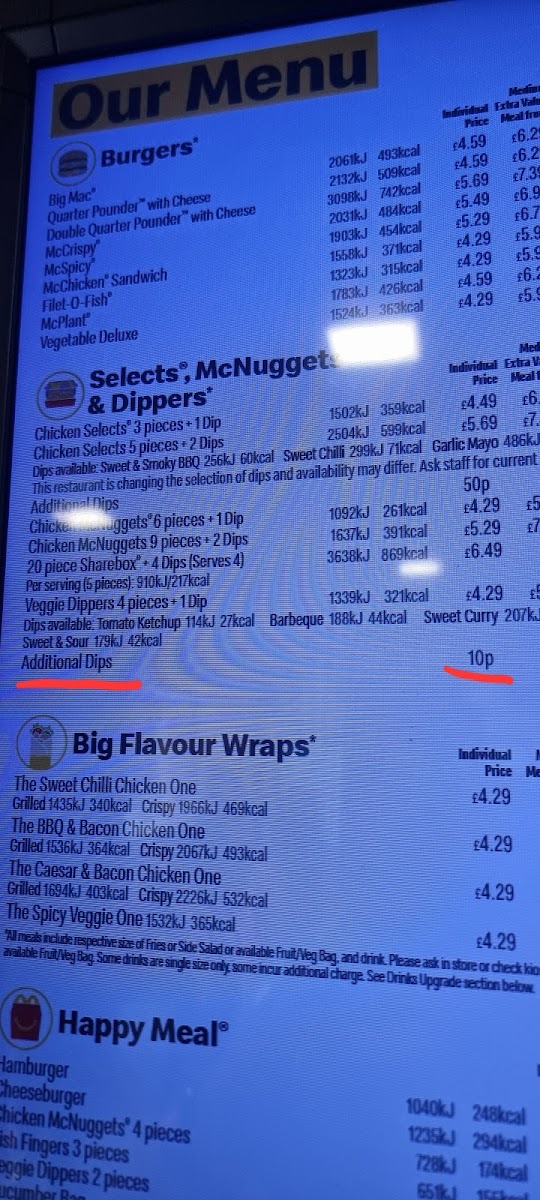 Our Menu
Individual Price
Extra
Meal
Burgers*
Big Mac® 2061kJ 493kcal £4.59
Quarter Pounder™ with Cheese 2132kJ 509kcal £4.59
Double Quarter Pounder™ with Cheese 3098kJ 742kcal £5.69
McCrispy® 2031kJ 484kcal £5.49
McSpicy® 1903kJ 454kcal £5.29
McChicken® Sandwich 1558kJ 371kcal £4.29
Filet-O-Fish® 1323kJ 315kcal £4.29
McPlant® 1783kJ 426kcal £4.59
Vegetable Deluxe 1524kJ 363kcal £4.29
Selects®, McNuggets
& Dippers*
Individual Price
Extra
Meal
Chicken Selects® 3 pieces + 1 Dip 1502kJ 359kcal £4.49
Chicken Selects 5 pieces + 2 Dips 2504kJ 599kcal £5.69
Dips available: Sweet & Smoky BBQ 256kJ 60kcal Sweet Chilli 299kJ 71kcal Garlic Mayo 486kJ
This restaurant is changing the selection of dips and availability may differ. Ask staff for current
Additional Dips 50p
Chicken McNuggets® 6 pieces + 1 Dip 1092kJ 261kcal £4.29
Chicken McNuggets 9 pieces + 2 Dips 1637kJ 391kcal £5.29
20 piece Sharebox® + 4 Dips (Serves 4) 3638kJ 869kcal £6.49
Per serving (5 pieces): 910kJ/217kcal
Veggie Dippers 4 pieces + 1 Dip 1339kJ 321kcal £4.29
Dips available: Tomato Ketchup 114kJ 27kcal Barbeque 188kJ 44kcal Sweet Curry 207kJ
Sweet & Sour 179kJ 42kcal
Additional Dips 10p
Big Flavour Wraps*
Individual Price
The Sweet Chilli Chicken One £4.29
Grilled 1435kJ 340kcal Crispy 1966kJ 469kcal
The BBQ & Bacon Chicken One £4.29
Grilled 1536kJ 364kcal Crispy 2067kJ 493kcal
The Caesar & Bacon Chicken One £4.29
Grilled 1694kJ 403kcal Crispy 2226kJ 532kcal
The Spicy Veggie One 1532kJ 365kcal £4.29
*All meals include respective size of Fries or Side Salad or available Fruit/Veg Bag, and drink. Please ask in store or check
available Fruit/Veg Bag. Some drinks are single size only, some incur additional charge. See Drinks Upgrade section below.
Happy Meal®
Hamburger 1040kJ 248kcal
Cheeseburger 1235kJ 294kcal
Chicken McNuggets® 4 pieces 728kJ 174kcal
Fish Fingers 3 pieces 651kJ
Veggie Dippers 2 pieces
Cucumber Bag